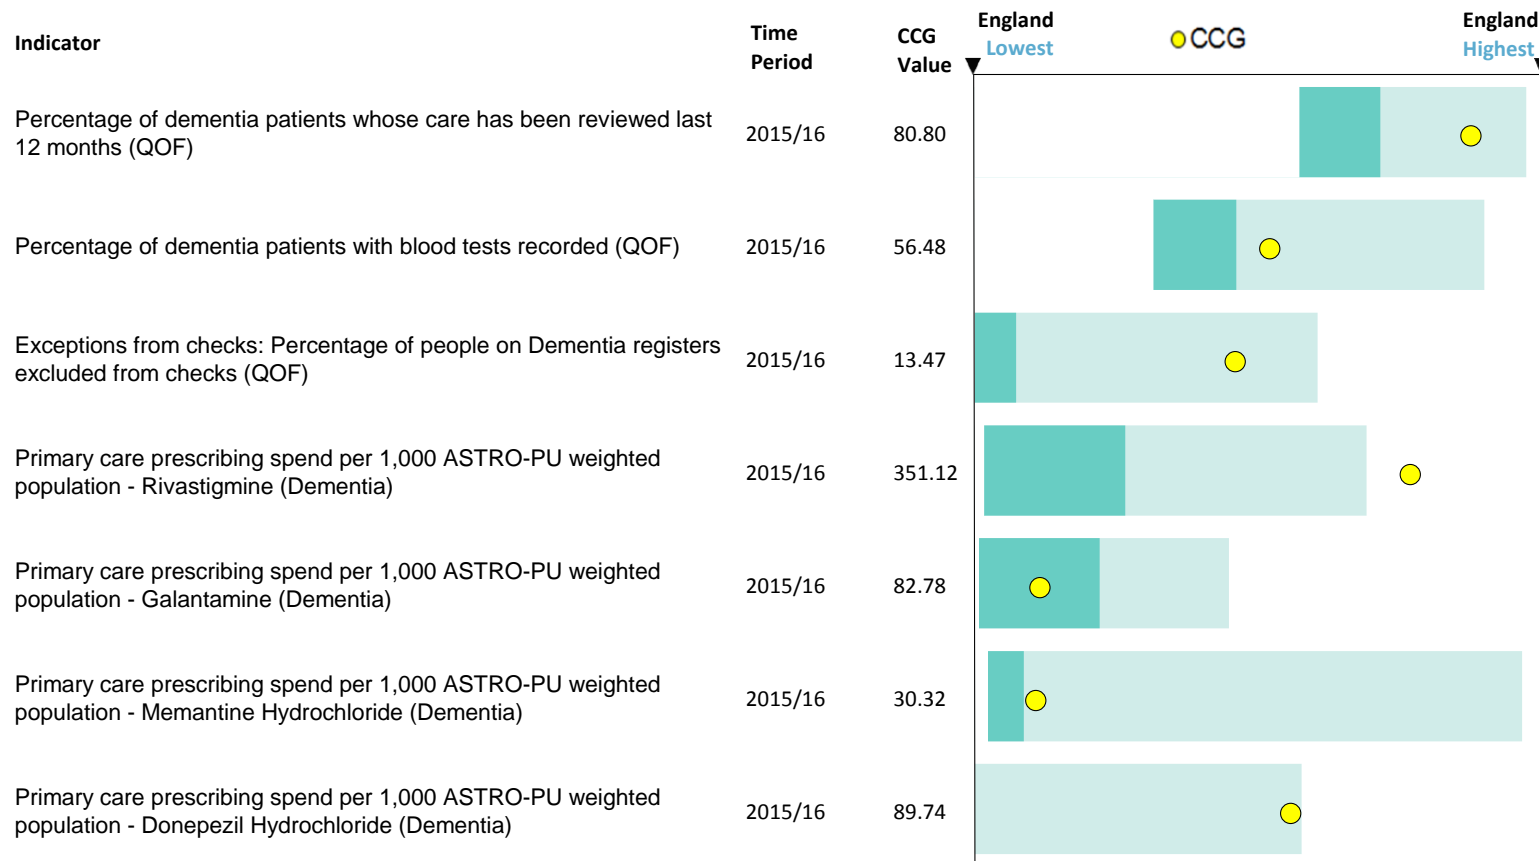 Indicator
Time
Period
CCG
Value
England
Lowest
CCG
England
Highest
Percentage of dementia patients whose care has been reviewed last
12 months (QOF)
2015/16
80.80
Percentage of dementia patients with blood tests recorded (QOF)
2015/16
56.48
Exceptions from checks: Percentage of people on Dementia registers
excluded from checks (QOF)
2015/16
13.47
Primary care prescribing spend per 1,000 ASTRO-PU weighted
population - Rivastigmine (Dementia)
2015/16
351.12
Primary care prescribing spend per 1,000 ASTRO-PU weighted
population - Galantamine (Dementia)
2015/16
82.78
Primary care prescribing spend per 1,000 ASTRO-PU weighted
population - Memantine Hydrochloride (Dementia)
2015/16
30.32
Primary care prescribing spend per 1,000 ASTRO-PU weighted
population - Donepezil Hydrochloride (Dementia)
2015/16
89.74